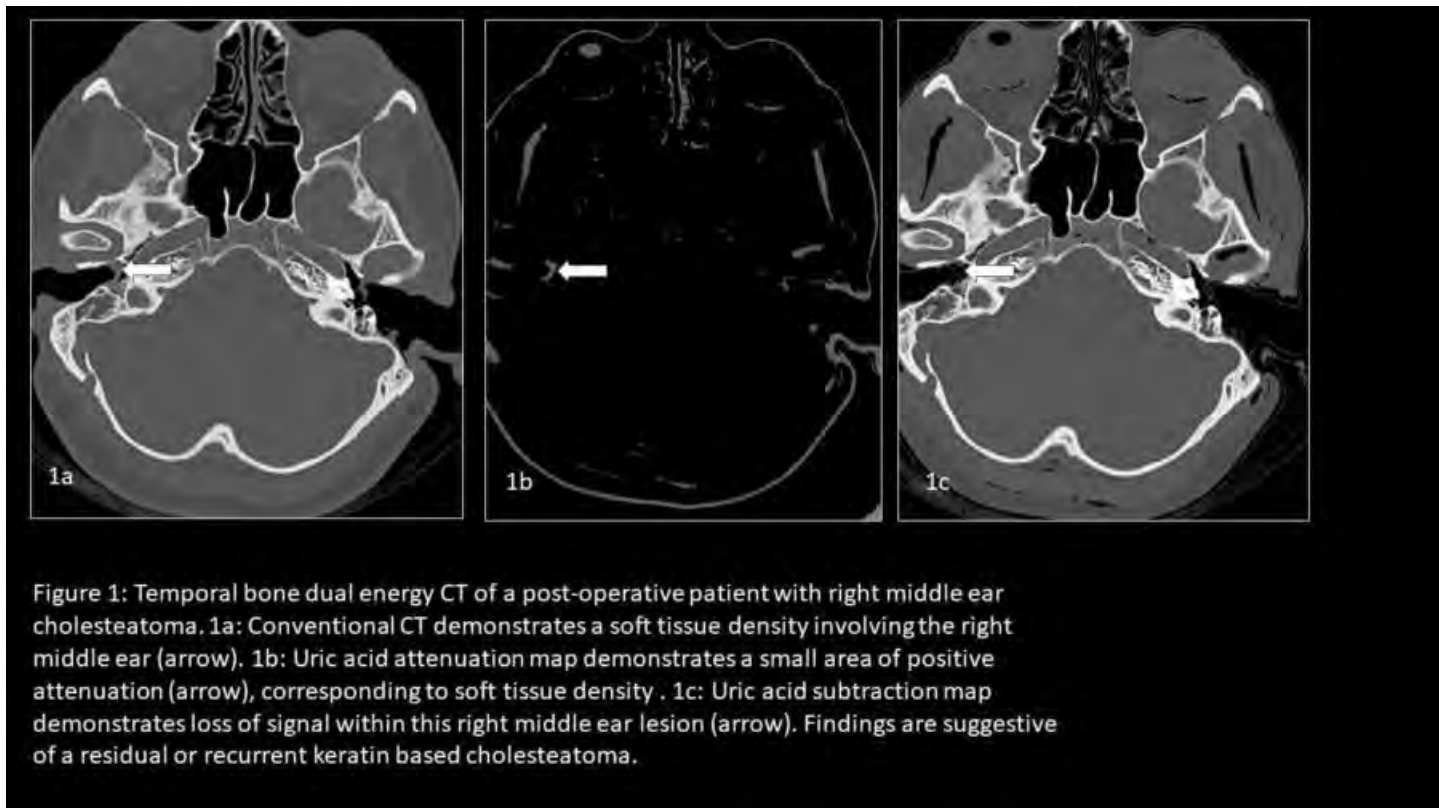 1a
1b
1c
Figure 1: Temporal bone dual energy CT of a post-operative patient with right middle ear
cholesteatoma. 1a: Conventional CT demonstrates a soft tissue density involving the right
middle ear (arrow). 1b: Uric acid attenuation map demonstrates a small area of positive
attenuation (arrow), corresponding to soft tissue density . 1c: Uric acid subtraction map
demonstrates loss of signal within this right middle ear lesion (arrow). Findings are suggestive
of a residual or recurrent keratin based cholesteatoma.